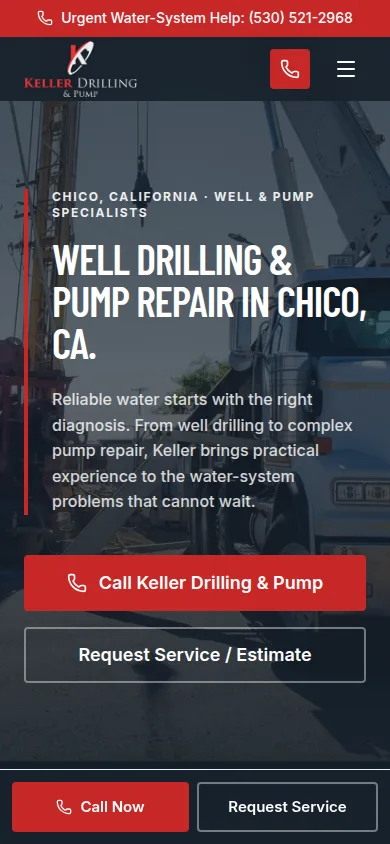 Urgent Water-System Help: (530) 521-2968
KELLER DRILLING
& PUMP
CHICO, CALIFORNIA · WELL & PUMP
SPECIALISTS
WELL DRILLING &
PUMP REPAIR IN CHICO,
CA.
Reliable water starts with the right
diagnosis. From well drilling to complex
pump repair, Keller brings practical
experience to the water-system
problems that cannot wait.
Call Keller Drilling & Pump
Request Service / Estimate
Call Now
Request Service